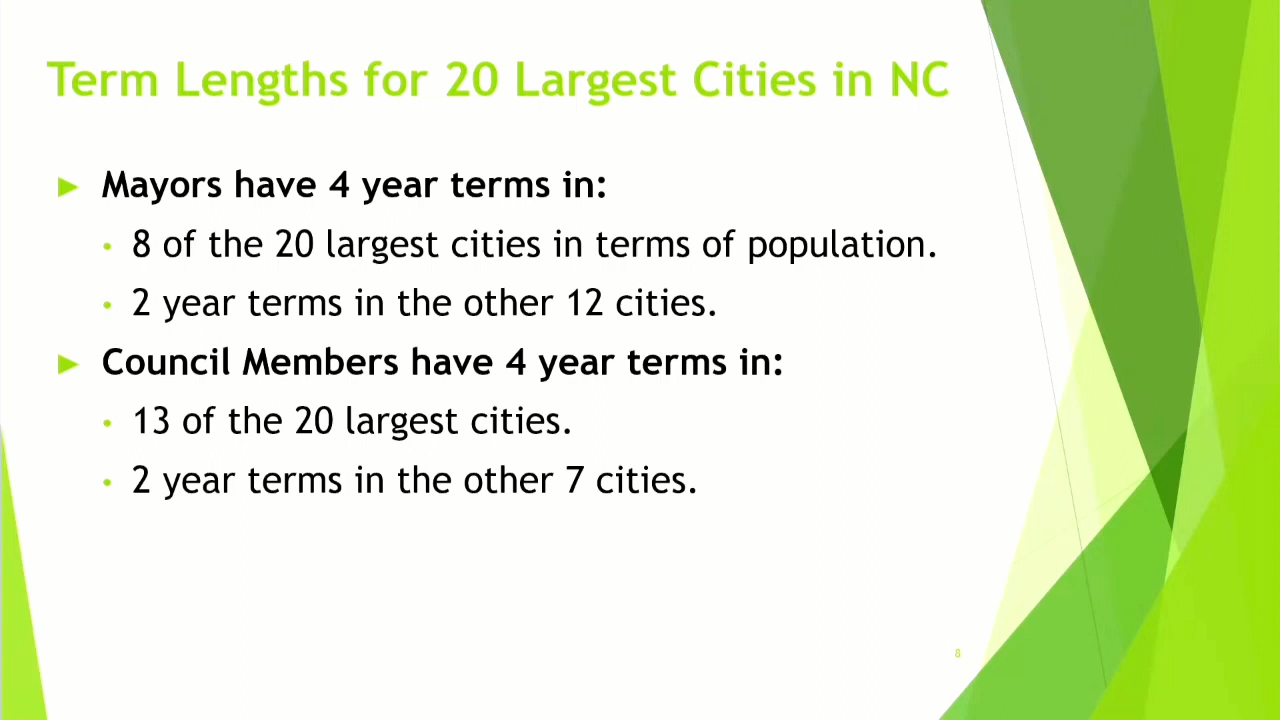 Term Lengths for 20 Largest Cities in NC
Mayors have 4 year terms in:
8 of the 20 largest cities in terms of population.
2 year terms in the other 12 cities.
Council Members have 4 year terms in:
13 of the 20 largest cities.
2 year terms in the other 7 cities.
8